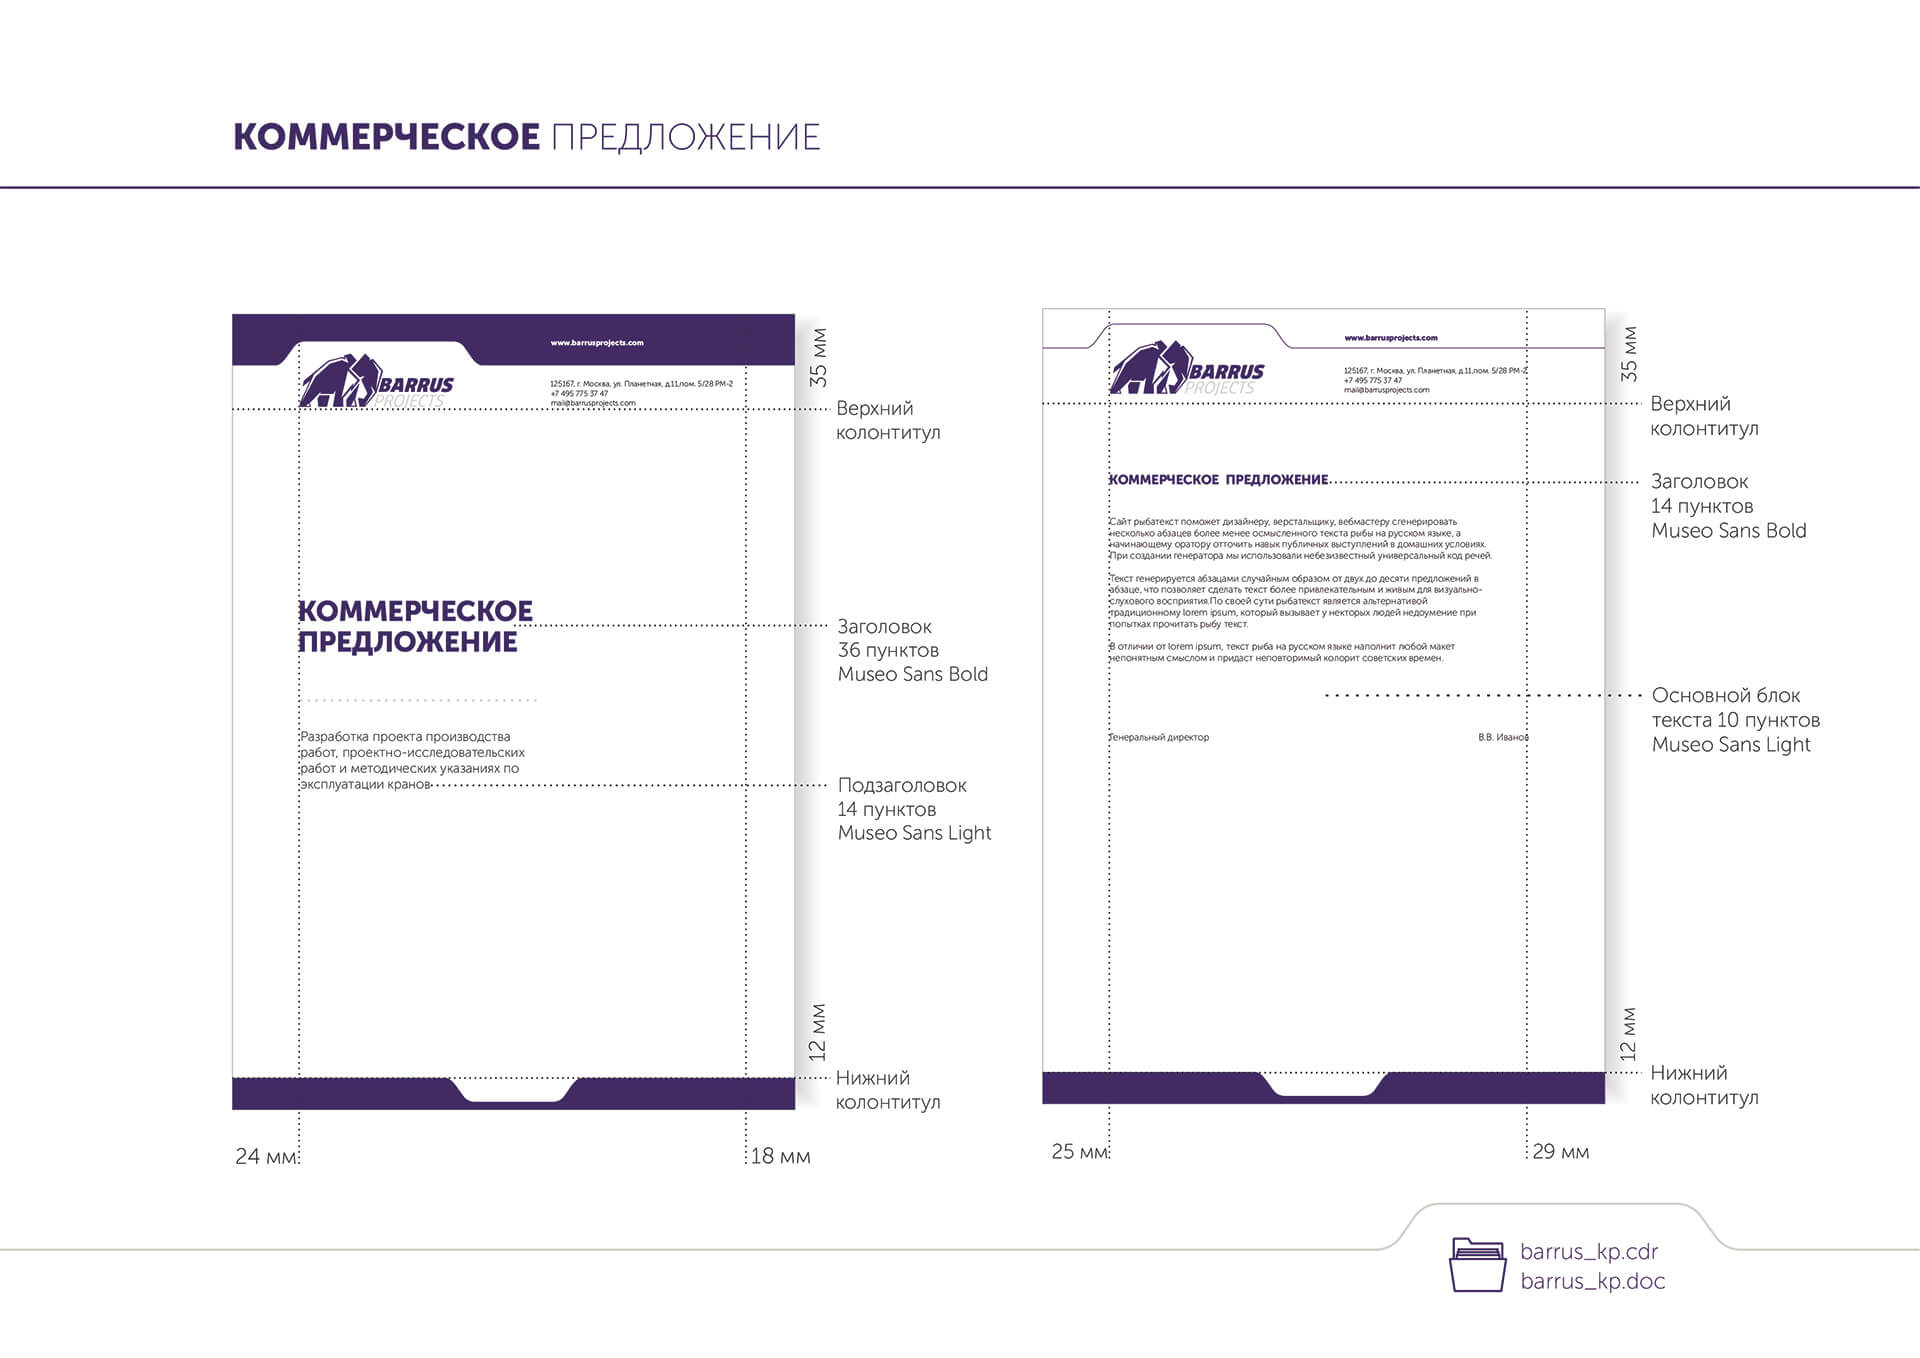 КОММЕРЧЕСКОЕ ПРЕДЛОЖЕНИЕ
www.barrusprojects.com
BARRUS
PROJECTS
125167, г. Москва, ул. Планетная, д.11,пом. 5/28 РМ-2
+7 495 775 37 47
mail@barrusprojects.com
35 мм
Верхний
колонтитул
КОММЕРЧЕСКОЕ
ПРЕДЛОЖЕНИЕ
Заголовок
36 пунктов
Museo Sans Bold
Разработка проекта производства
работ, проектно-исследовательских
работ и методических указаниях по
эксплуатации кранов
Подзаголовок
14 пунктов
Museo Sans Light
12 мм
Нижний
колонтитул
24 мм
18 мм
www.barrusprojects.com
BARRUS
PROJECTS
125167, г. Москва, ул. Планетная, д.11,пом. 5/28 РМ-2
+7 495 775 37 47
mail@barrusprojects.com
35 мм
Верхний
колонтитул
КОММЕРЧЕСКОЕ ПРЕДЛОЖЕНИЕ
Заголовок
14 пунктов
Museo Sans Bold
Сайт рыбатекст поможет дизайнеру, верстальщику, вебмастеру сгенерировать
несколько абзацев более менее осмысленного текста рыбы на русском языке, а
начинающему оратору отточить навык публичных выступлений в домашних условиях.
При создании генератора мы использовали небезизвестный универсальный код речей.
Текст генерируется абзацами случайным образом от двух до десяти предложений в
абзаце, что позволяет сделать текст более привлекательным и живым для визуально-
слухового восприятия.По своей сути рыбатекст является альтернативой
традиционному lorem ipsum, который вызывает у некторых людей недоумение при
попытках прочитать рыбу текст.
В отличии от lorem ipsum, текст рыба на русском языке наполнит любой макет
непонятным смыслом и придаст неповторимый колорит советских времен.
Основной блок
текста 10 пунктов
Museo Sans Light
Генеральный директор
В.В. Иванов
12 мм
Нижний
колонтитул
25 мм
29 мм
barrus_kp.cdr
barrus_kp.doc